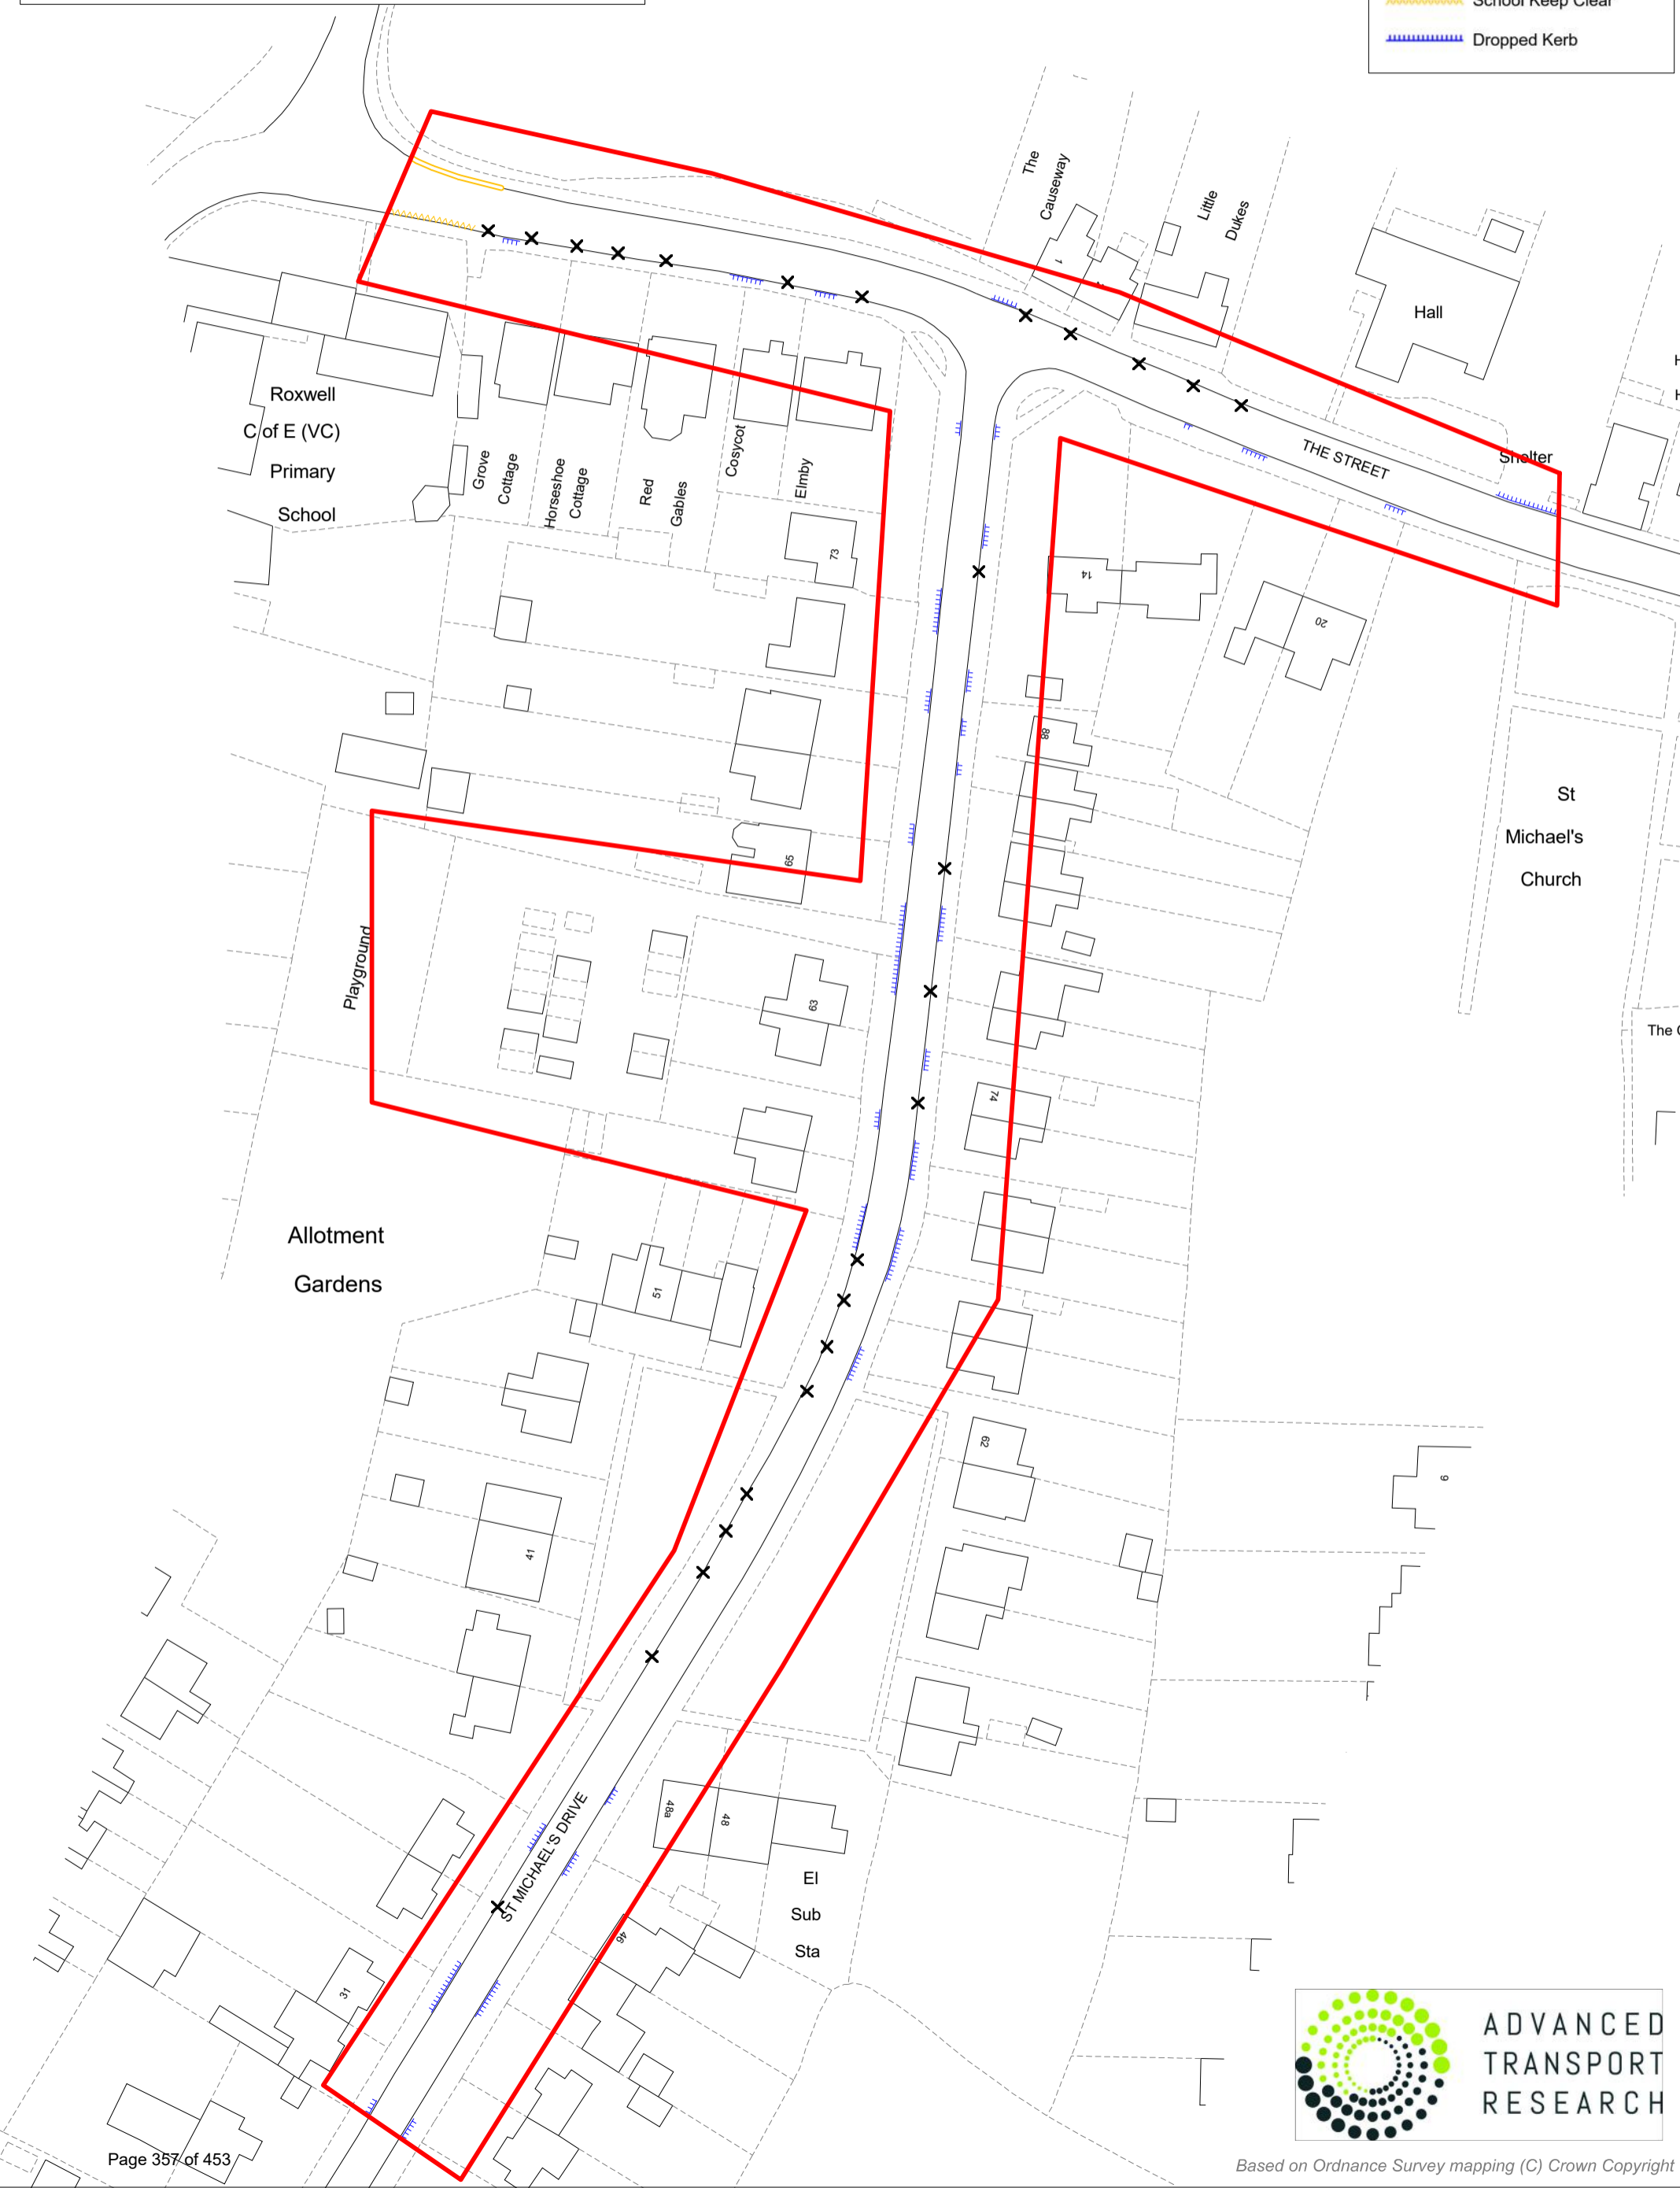 School Keep Clear
Dropped Kerb
The
Causeway
Little
Dukes
1
Hall
Roxwell
C of E (VC)
Primary
School
Grove
Cottage
Horseshoe
Cottage
Red
Gables
Cosycot
Elmby
THE STREET
Shelter
73
14
20
88
65
St
Michael's
Church
Playground
63
The
74
Allotment
Gardens
51
62
9
41
48a
48
ST MICHAEL'S DRIVE
El
Sub
Sta
46
31
ADVANCED
TRANSPORT
RESEARCH
Page 357 of 453
Based on Ordnance Survey mapping (C) Crown Copyright